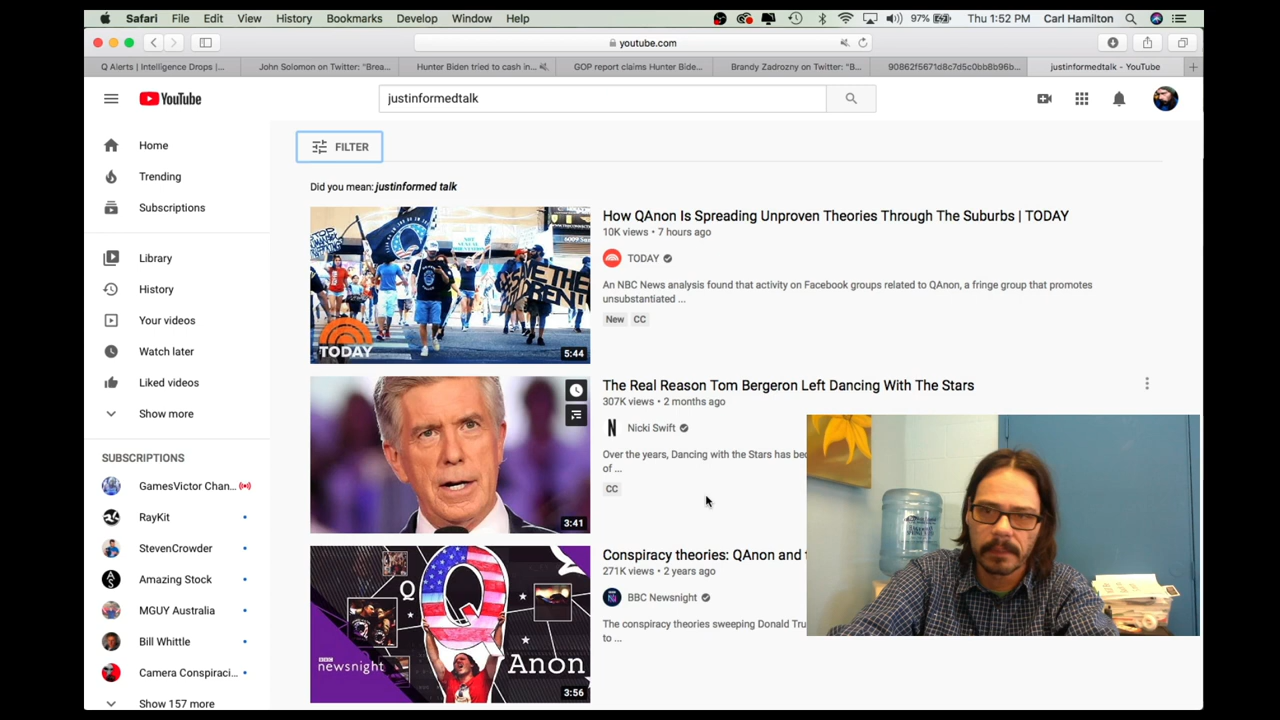 Safari File Edit View History Bookmarks Develop Window Help 97% Thu 1:52 PM Carl Hamilton
youtube.com
Q Alerts | Intelligence Drops |... John Solomon on Twitter: "Brea... Hunter Biden tried to cash in... GOP report claims Hunter Bide... Brandy Zadrozny on Twitter: "B... 90862f5671d8c7d5c0bb8b96b... justinformedtalk - YouTube
YouTube justinformedtalk
Home
Trending
Subscriptions
Library
History
Your videos
Watch later
Liked videos
Show more
SUBSCRIPTIONS
GamesVictor Chan...
RayKit
StevenCrowder
Amazing Stock
MGUY Australia
Bill Whittle
Camera Conspiraci...
Show 157 more
FILTER
Did you mean: justinformed talk
SAVE THE
CHILDREN
TODAY
5:44
How QAnon Is Spreading Unproven Theories Through The Suburbs | TODAY
10K views • 7 hours ago
TODAY
An NBC News analysis found that activity on Facebook groups related to QAnon, a fringe group that promotes
unsubstantiated ...
New CC
3:41
The Real Reason Tom Bergeron Left Dancing With The Stars
307K views • 2 months ago
Nicki Swift
Over the years, Dancing with the Stars has
of ...
CC
Q
Q
BBC
newsnight
Anon
3:56
Conspiracy theories: QAnon and
271K views • 2 years ago
BBC Newsnight
The conspiracy theories sweeping Donald
to ...